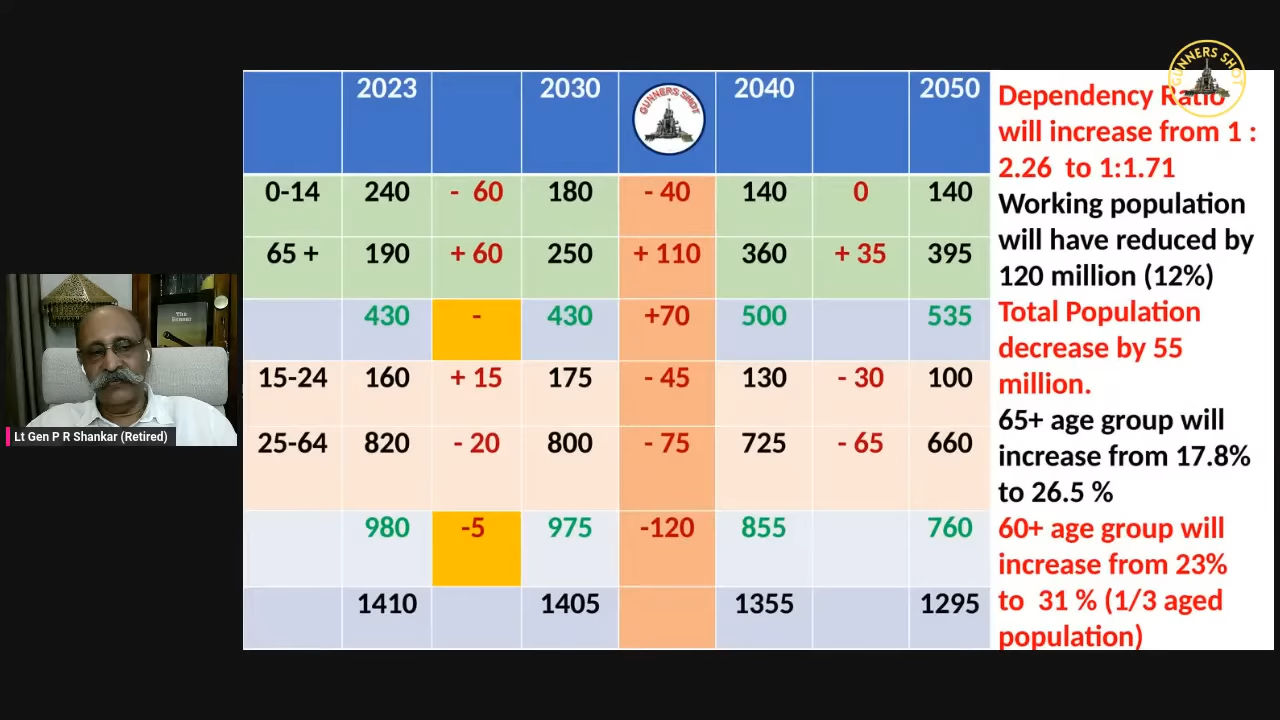 2023 2030 2040 2050
GUNNERS SHOT
0-14 240 - 60 180 - 40 140 0 140
65 + 190 + 60 250 + 110 360 + 35 395
430 - 430 +70 500 535
15-24 160 + 15 175 - 45 130 - 30 100
25-64 820 - 20 800 - 75 725 - 65 660
980 -5 975 -120 855 760
1410 1405 1355 1295
GUNNERS SHOT
Dependency Ratio
will increase from 1 :
2.26 to 1:1.71
Working population
will have reduced by
120 million (12%)
Total Population
decrease by 55
million.
65+ age group will
increase from 17.8%
to 26.5 %
60+ age group will
increase from 23%
to 31 % (1/3 aged
population)
Lt Gen P R Shankar (Retired)